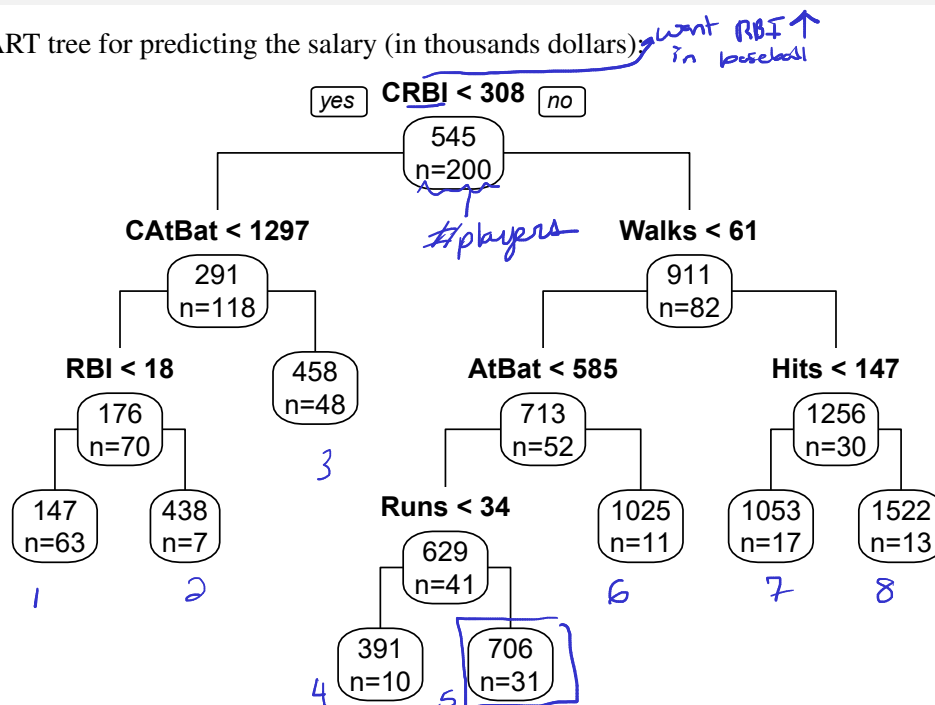 ART tree for predicting the salary (in thousands dollars):
want RBI ↑
in baseball
yes CRBI < 308 no
545
n=200
#players
CAtBat < 1297 Walks < 61
291 911
n=118 n=82
RBI < 18 AtBat < 585 Hits < 147
176 458 713 1256
n=70 n=48 n=52 n=30
3
147 438 Runs < 34 1025 1053 1522
n=63 n=7 629 n=11 n=17 n=13
1 2 n=41 6 7 8
391 706
n=10 n=31
4 5